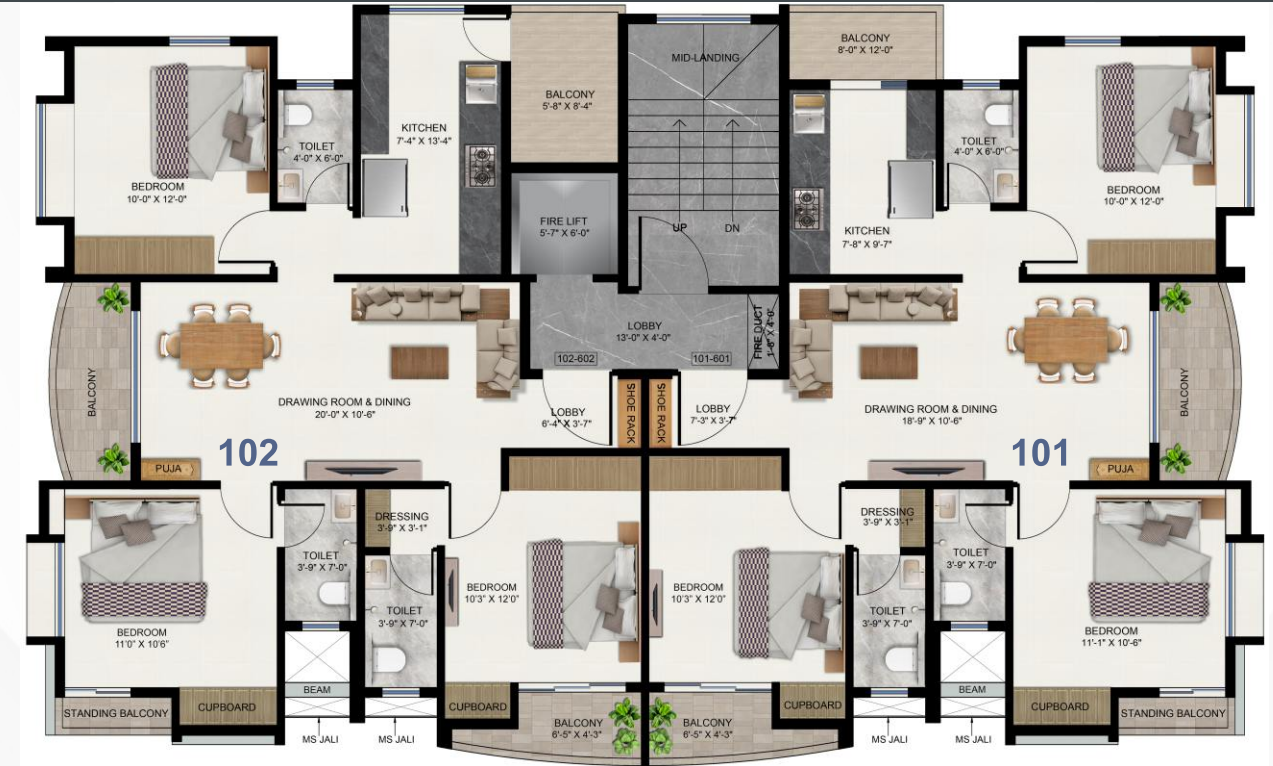 MID-LANDING
BALCONY
8'-0" X 12'-0"
BALCONY
5'-8" X 8'-4"
KITCHEN
7'-4" X 13'-4"
TOILET
4'-0" X 6'-0"
TOILET
4'-0" X 6'-0"
BEDROOM
10'-0" X 12'-0"
BEDROOM
10'-0" X 12'-0"
FIRE LIFT
5'-7" X 6'-0"
UP
DN
KITCHEN
7'-8" X 9'-7"
LOBBY
13'-0" X 4'-0"
FIRE DUCT
1'-6" X 4'-0"
102-602
101-601
BALCONY
BALCONY
DRAWING ROOM & DINING
20'-0" X 10'-6"
LOBBY
6'-4" X 3'-7"
SHOE RACK
SHOE RACK
LOBBY
7'-3" X 3'-7"
DRAWING ROOM & DINING
18'-9" X 10'-6"
102
101
PUJA
PUJA
DRESSING
3'-9" X 3'-1"
DRESSING
3'-9" X 3'-1"
TOILET
3'-9" X 7'-0"
TOILET
3'-9" X 7'-0"
BEDROOM
10'3" X 12'0"
BEDROOM
10'3" X 12'0"
TOILET
3'-9" X 7'-0"
TOILET
3'-9" X 7'-0"
BEDROOM
11'0" X 10'6"
BEDROOM
11'-1" X 10'-6"
BEAM
BEAM
STANDING BALCONY
CUPBOARD
CUPBOARD
CUPBOARD
CUPBOARD
STANDING BALCONY
BALCONY
6'-5" X 4'-3"
BALCONY
6'-5" X 4'-3"
MS JALI
MS JALI
MS JALI
MS JALI